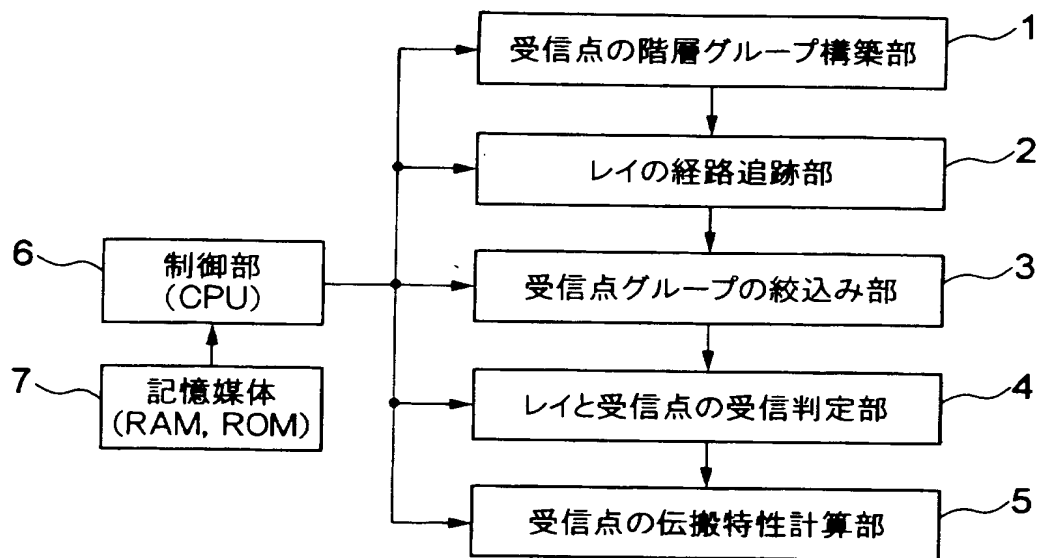 受信点の階層グループ構築部
1
レイの経路追跡部
2
受信点グループの絞込み部
3
レイと受信点の受信判定部
4
受信点の伝搬特性計算部
5
6
制御部
(CPU)
7
記憶媒体
(RAM, ROM)